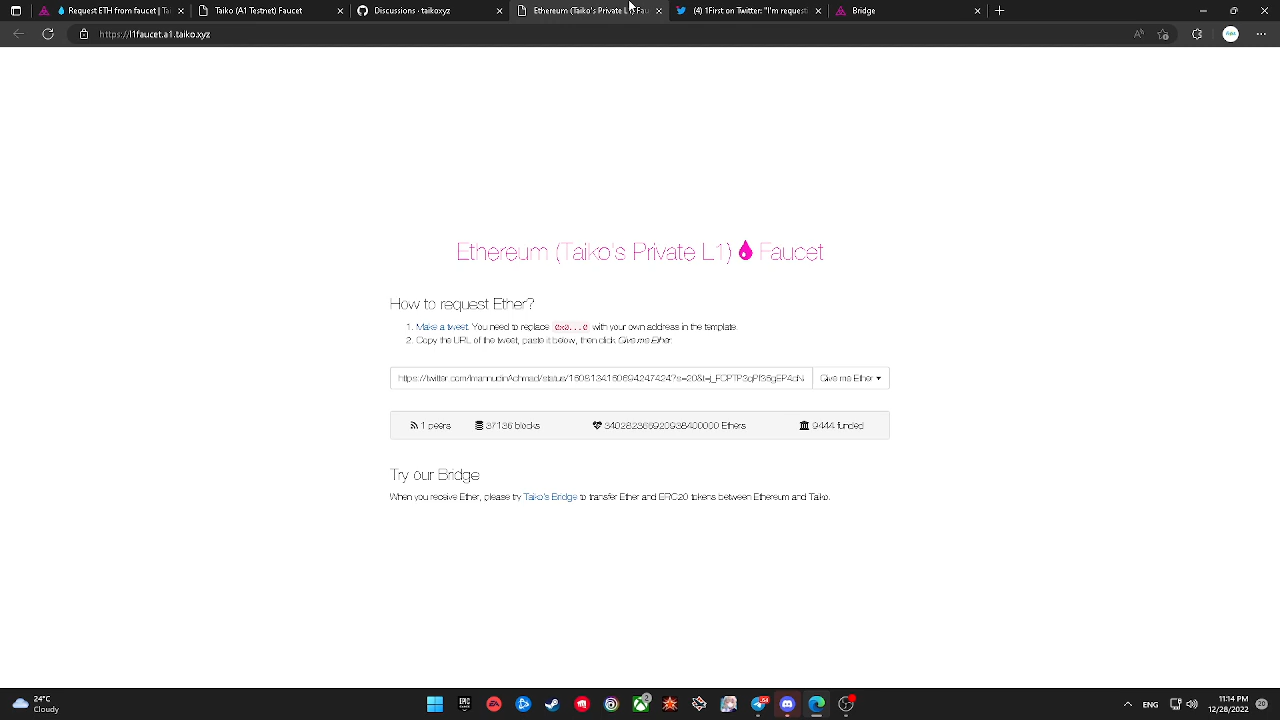 Request ETH from faucet | Tai
Taiko (A1 Testnet) Faucet
Discussions · taikoxyz
Ethereum (Taiko's Private L1) Fau
(4) 1First on Twitter: "I'm request
Bridge
https://l1faucet.a1.taiko.xyz
Ethereum (Taiko's Private L1) Faucet
How to request Ether?
1. Make a tweet. You need to replace 0x0...0 with your own address in the template.
2. Copy the URL of the tweet, paste it below, then click Give me Ether.
Give me Ether
1 peers
37136 blocks
Ethers
9444 funded
Try our Bridge
When you receive Ether, please try Taiko's Bridge to transfer Ether and ERC20 tokens between Ethereum and Taiko.
24°C
Cloudy
ENG
11:14 PM
12/28/2022